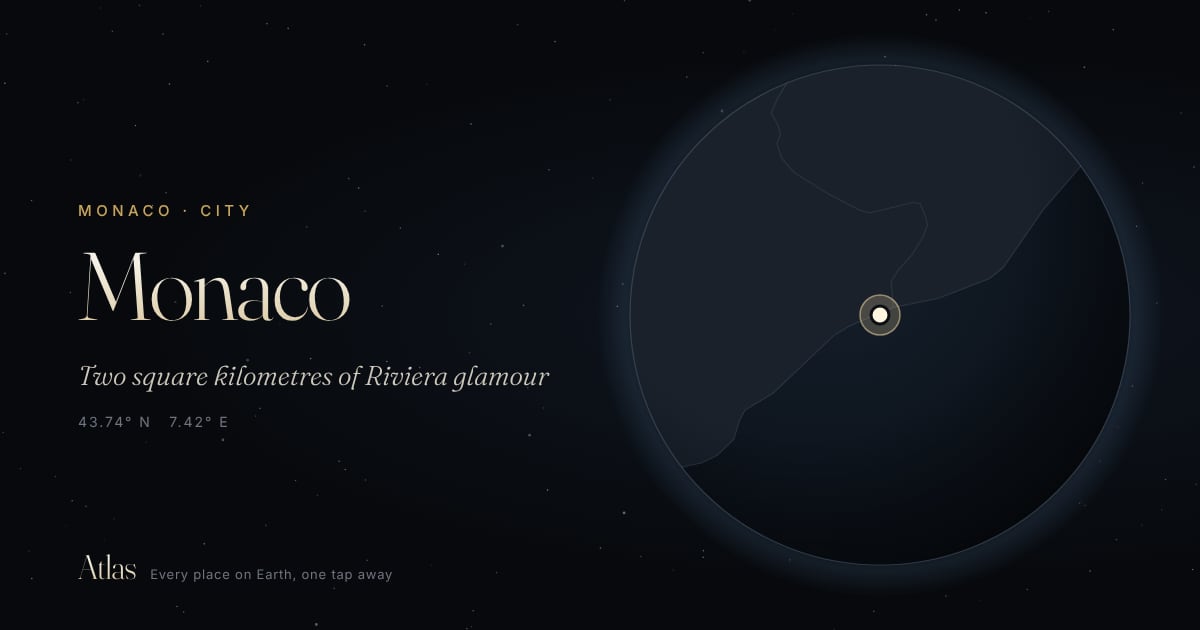 MONACO · CITY
Monaco
Two square kilometres of Riviera glamour
43.74° N 7.42° E
Atlas Every place on Earth, one tap away